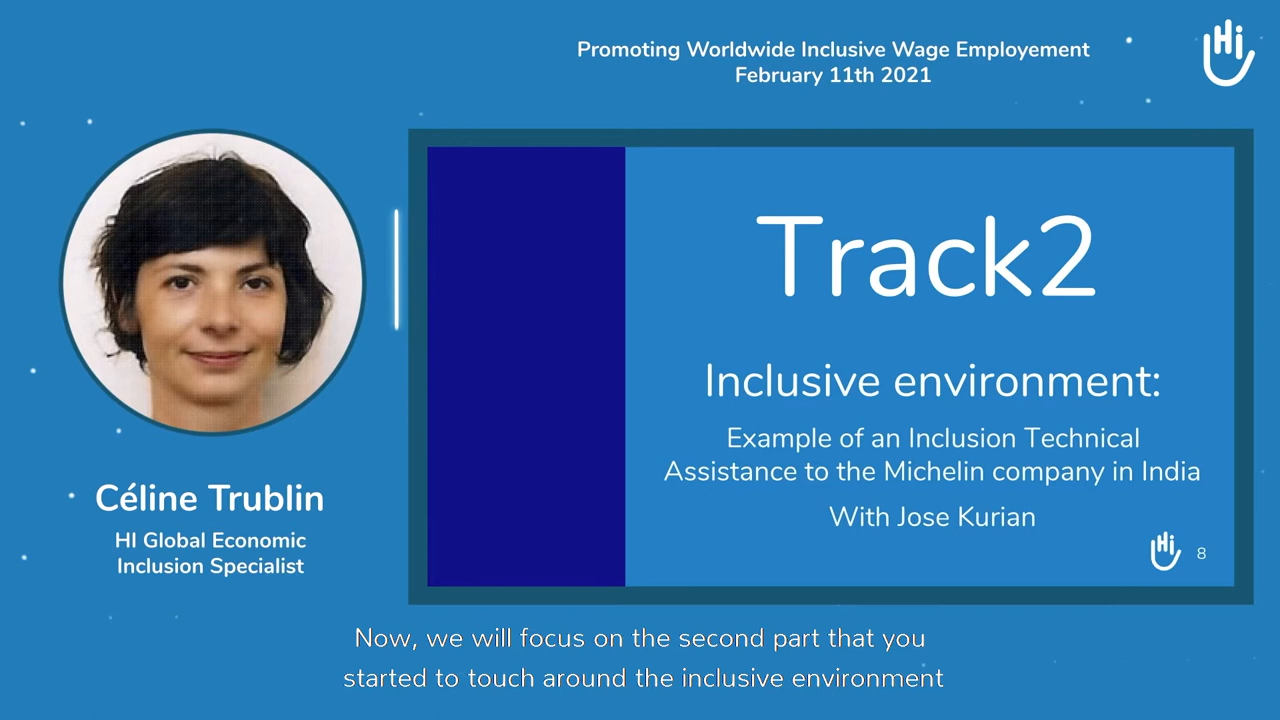 Promoting Worldwide Inclusive Wage Employement
February 11th 2021
Hi
Track2
Inclusive environment:
Example of an Inclusion Technical
Assistance to the Michelin company in India
With Jose Kurian
Hi
8
Céline Trublin
HI Global Economic
Inclusion Specialist
Now, we will focus on the second part that you
started to touch around the inclusive environment